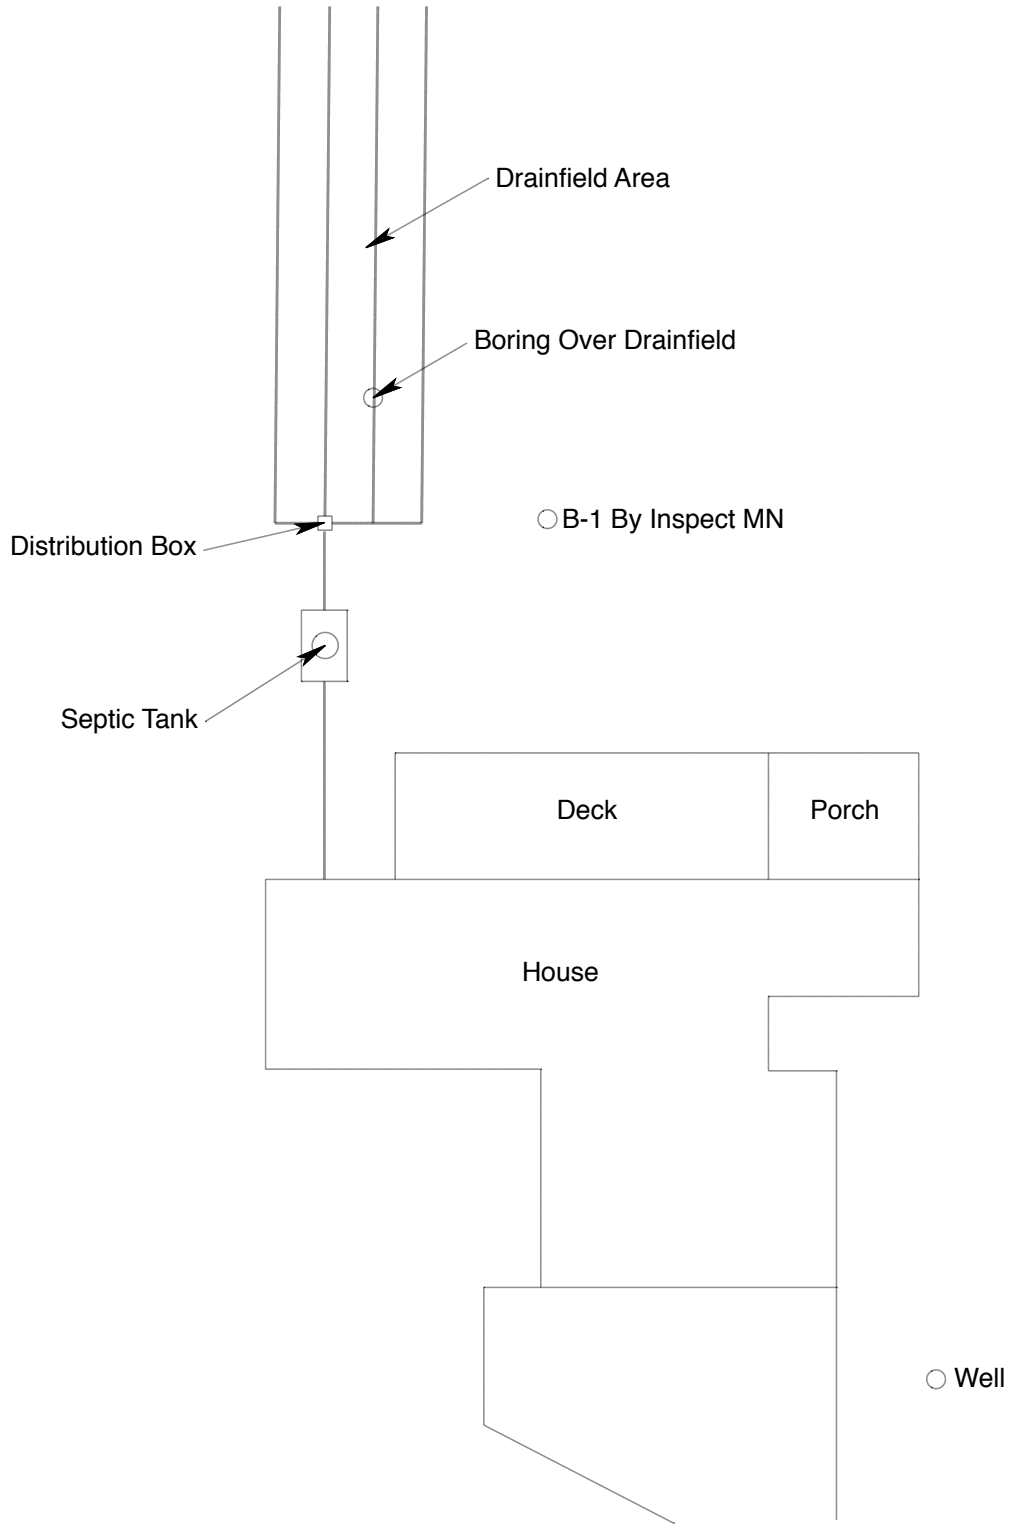 Drainfield Area
Boring Over Drainfield
B-1 By Inspect MN
Distribution Box
Septic Tank
Deck
Porch
House
Well